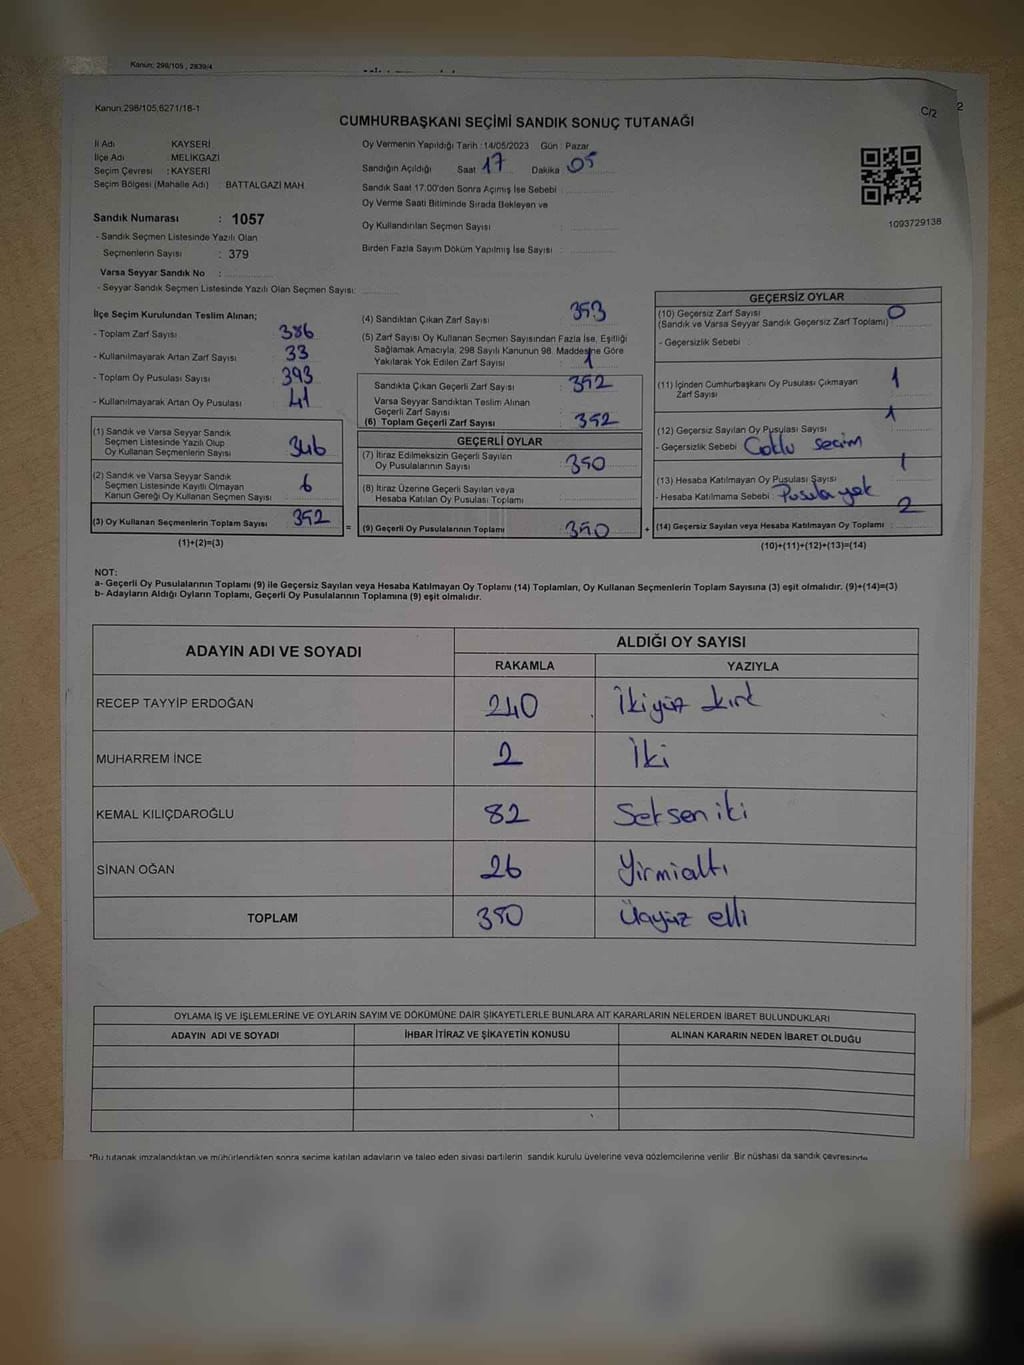 Kanun: 298/105, 2839/4
Kanun.298/105,6271/16-1
C/2
2
CUMHURBAŞKANI SEÇİMİ SANDIK SONUÇ TUTANAĞI
İl Adı KAYSERİ
İlçe Adı : MELİKGAZİ
Seçim Çevresi : KAYSERİ
Seçim Bölgesi (Mahalle Adı) : BATTALGAZİ MAH.
Sandık Numarası : 1057
- Sandık Seçmen Listesinde Yazılı Olan
Seçmenlerin Sayısı : 379
Varsa Seyyar Sandık No :
- Seyyar Sandık Seçmen Listesinde Yazılı Olan Seçmen Sayısı:
Oy Vermenin Yapıldığı Tarih :14/05/2023 Gün : Pazar
Sandığın Açıldığı Saat 17 Dakika 05
Sandık Saat 17.00'den Sonra Açımış İse Sebebi :
Oy Verme Saati Bitiminde Sırada Bekleyen ve
Oy Kullandırılan Seçmen Sayısı :
Birden Fazla Sayım Döküm Yapılmış İse Sayısı :
1093729138
İlçe Seçim Kurulundan Teslim Alınan;
- Toplam Zarf Sayısı : 386
- Kullanılmayarak Artan Zarf Sayısı : 33
- Toplam Oy Pusulası Sayısı : 393
- Kullanılmayarak Artan Oy Pusulası : 41
(1) Sandık ve Varsa Seyyar Sandık
Seçmen Listesinde Yazılı Olup
Oy Kullanan Seçmenlerin Sayısı : 346
(2) Sandık ve Varsa Seyyar Sandık
Seçmen Listesinde Kayıtlı Olmayan
Kanun Gereği Oy Kullanan Seçmen Sayısı : 6
(3) Oy Kullanan Seçmenlerin Toplam Sayısı : 352
(1)+(2)=(3)
=
(4) Sandıktan Çıkan Zarf Sayısı : 353
(5) Zarf Sayısı Oy Kullanan Seçmen Sayısından Fazla İse, Eşitliği
Sağlamak Amacıyla, 298 Sayılı Kanunun 98. Maddesine Göre
Yakılarak Yok Edilen Zarf Sayısı : 1
Sandıkta Çıkan Geçerli Zarf Sayısı : 352
Varsa Seyyar Sandıktan Teslim Alınan
Geçerli Zarf Sayısı :
(6) Toplam Geçerli Zarf Sayısı : 352
GEÇERLİ OYLAR
(7) İtiraz Edilmeksizin Geçerli Sayılan
Oy Pusulalarının Sayısı : 350
(8) İtiraz Üzerine Geçerli Sayılan veya
Hesaba Katılan Oy Pusulası Toplamı :
(9) Geçerli Oy Pusulalarının Toplamı : 350
+
GEÇERSİZ OYLAR
(10) Geçersiz Zarf Sayısı 0
(Sandık ve Varsa Seyyar Sandık Geçersiz Zarf Toplamı) :
- Geçersizlik Sebebi :
(11) İçinden Cumhurbaşkanı Oy Pusulası Çıkmayan 1
Zarf Sayısı :
(12) Geçersiz Sayılan Oy Pusulası Sayısı : 1
- Geçersizlik Sebebi : Çoklu seçim
(13) Hesaba Katılmayan Oy Pusulası Sayısı : 1
- Hesaba Katılmama Sebebi : Pusula yok
(14) Geçersiz Sayılan veya Hesaba Katılmayan Oy Toplamı : 2
(10)+(11)+(12)+(13)=(14)
NOT:
a- Geçerli Oy Pusulalarının Toplamı (9) ile Geçersiz Sayılan veya Hesaba Katılmayan Oy Toplamı (14) Toplamları, Oy Kullanan Seçmenlerin Toplam Sayısına (3) eşit olmalıdır. (9)+(14)=(3)
b- Adayların Aldığı Oyların Toplamı, Geçerli Oy Pusulalarının Toplamına (9) eşit olmalıdır.
ADAYIN ADI VE SOYADI
ALDIĞI OY SAYISI
RAKAMLA YAZIYLA
RECEP TAYYİP ERDOĞAN 240 İkiyüz kırk
MUHARREM İNCE 2 İki
KEMAL KILIÇDAROĞLU 82 Seksen iki
SİNAN OĞAN 26 Yirmialtı
TOPLAM 350 Üçyüz elli
OYLAMA İŞ VE İŞLEMLERİNE VE OYLARIN SAYIM VE DÖKÜMÜNE DAİR ŞİKAYETLERLE BUNLARA AİT KARARLARIN NELERDEN İBARET BULUNDUKLARI
ADAYIN ADI VE SOYADI İHBAR İTİRAZ VE ŞİKAYETİN KONUSU ALINAN KARARIN NEDEN İBARET OLDUĞU
*Bu tutanak imzalandıktan ve mühürlendikten sonra seçime katılan adayların ve talep eden siyasi partilerin sandık kurulu üyelerine veya gözlemcilerine verilir. Bir nüshası da sandık çevresinde